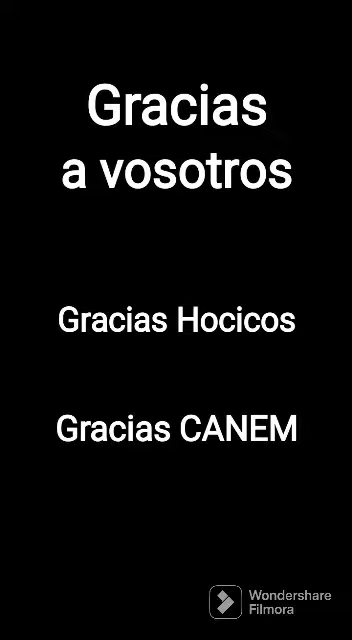 Gracias
a vosotros
Gracias Hocicos
Gracias CANEM
Wondershare
Filmora